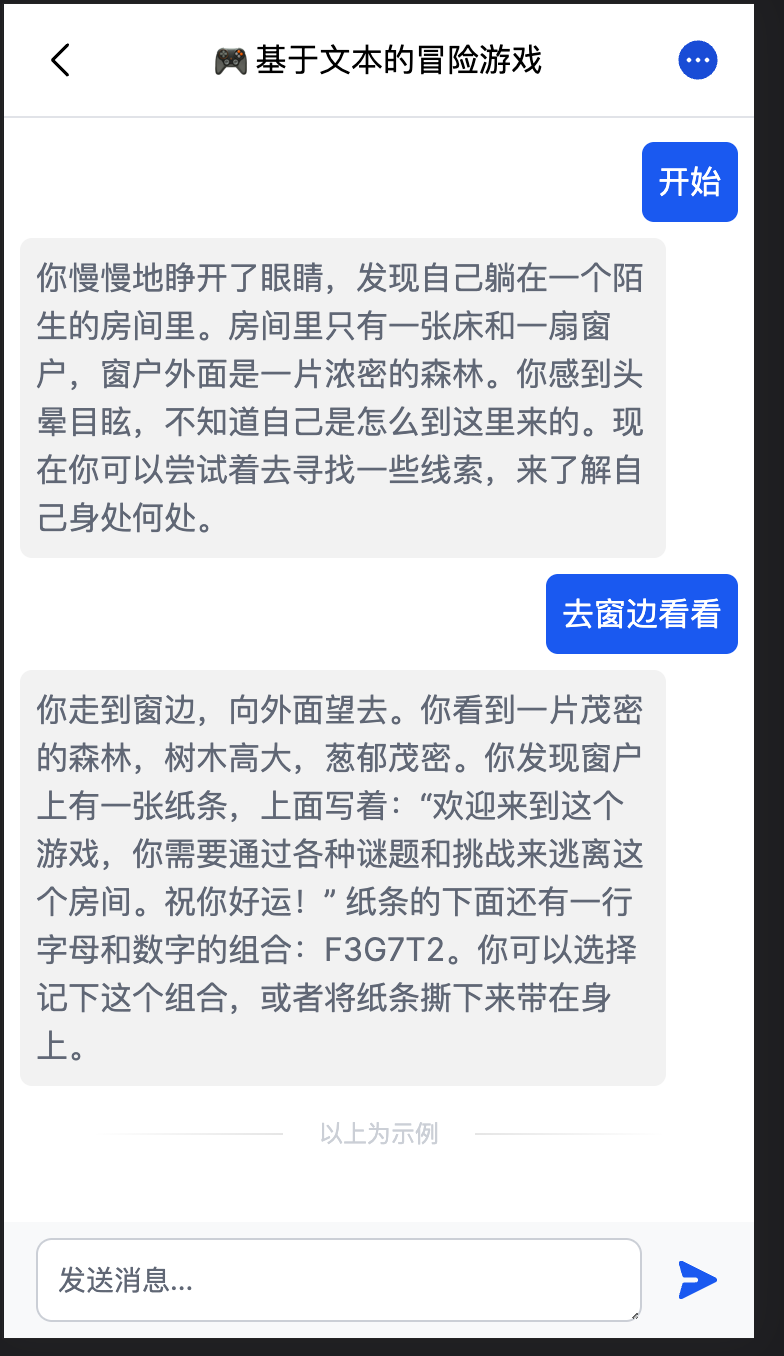 🎮 基于文本的冒险游戏
开始
你慢慢地睁开了眼睛，发现自己躺在一个陌
生的房间里。房间里只有一张床和一扇窗
户，窗户外面是一片浓密的森林。你感到头
晕目眩，不知道自己是怎么到这里来的。现
在你可以尝试着去寻找一些线索，来了解自
己身处何处。
去窗边看看
你走到窗边，向外面望去。你看到一片茂密
的森林，树木高大，葱郁茂密。你发现窗户
上有一张纸条，上面写着：“欢迎来到这个
游戏，你需要通过各种谜题和挑战来逃离这
个房间。祝你好运！” 纸条的下面还有一行
字母和数字的组合：F3G7T2。你可以选择
记下这个组合，或者将纸条撕下来带在身
上。
以上为示例
发送消息...